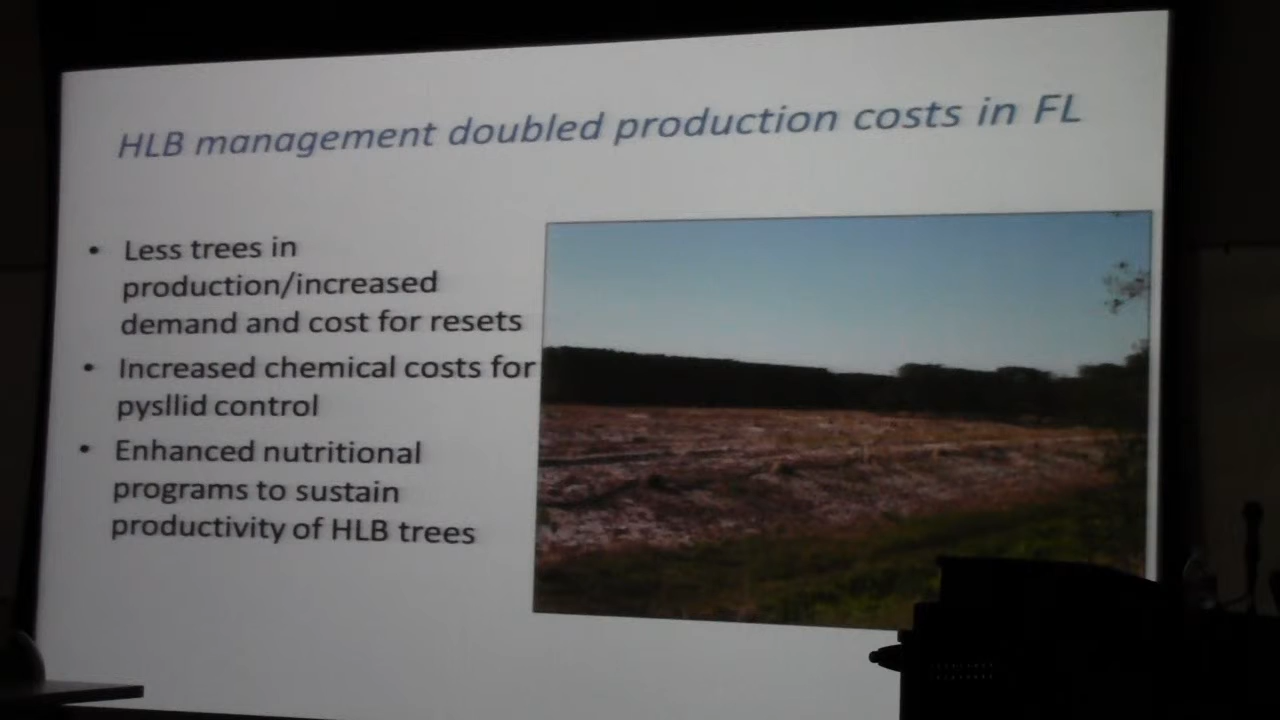 HLB management doubled production costs in FL
• Less trees in
production/increased
demand and cost for resets
• Increased chemical costs for
pysllid control
• Enhanced nutritional
programs to sustain
productivity of HLB trees